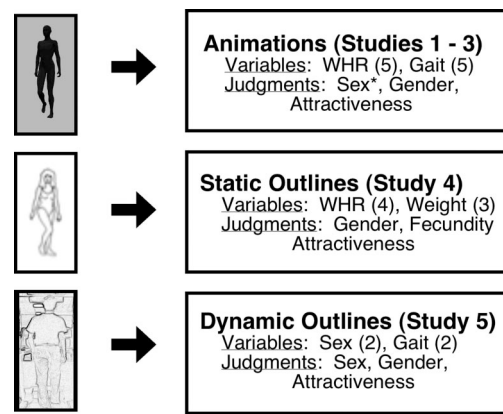 Animations (Studies 1 - 3)
Variables: WHR (5), Gait (5)
Judgments: Sex*, Gender,
Attractiveness
Static Outlines (Study 4)
Variables: WHR (4), Weight (3)
Judgments: Gender, Fecundity
Attractiveness
Dynamic Outlines (Study 5)
Variables: Sex (2), Gait (2)
Judgments: Sex, Gender,
Attractiveness